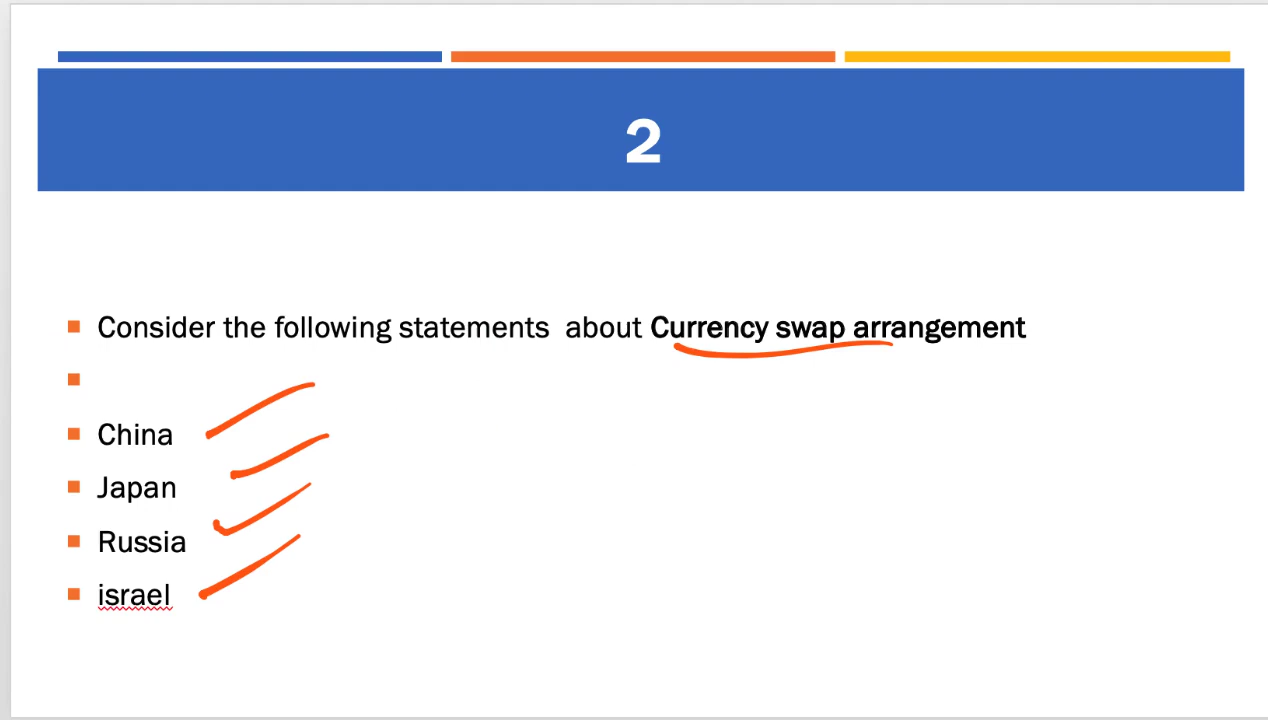 2
Consider the following statements about Currency swap arrangement
China
Japan
Russia
israel